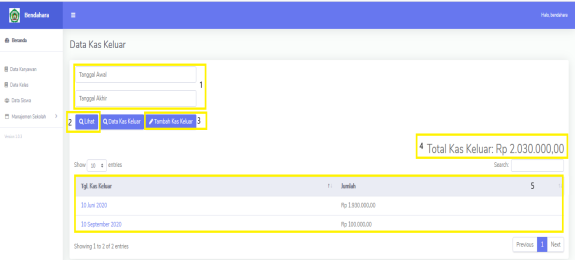 Bendahara
Halo, bendahara
Beranda
Data Kas Keluar
Data Karyawan
Data Kelas
Data Siswa
Manajemen Sekolah
Tanggal Awal
1
Tanggal Akhir
2 Lihat Data Kas Keluar Tambah Kas Keluar 3
4 Total Kas Keluar: Rp 2.030.000,00
Show 10 entries
Search:
Tgl. Kas Keluar Jumlah 5
10 Juni 2020 Rp 1.930.000,00
10 September 2020 Rp 100.000,00
Showing 1 to 2 of 2 entries
Previous 1 Next